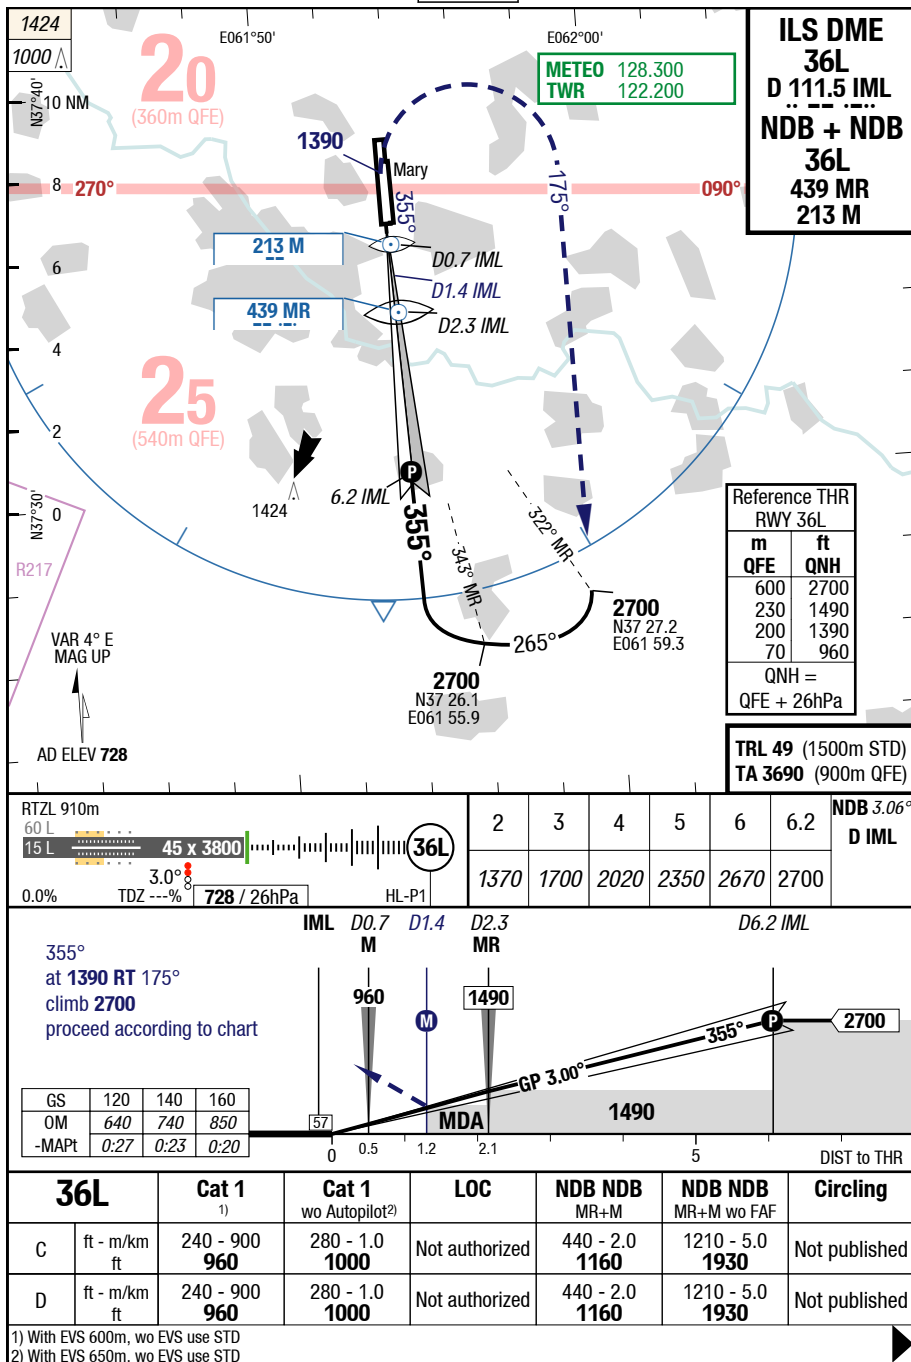 1424
1000
E061°50'
E062°00'
ILS DME
36L
D 111.5 IML
NDB + NDB
36L
439 MR
213 M
METEO 128.300
TWR 122.200
20
(360m QFE)
N37°40'
10 NM
1390
Mary
8
270°
090°
175°
355°
213 M
D0.7 IML
6
D1.4 IML
439 MR
D2.3 IML
4
25
(540m QFE)
2
P
6.2 IML
1424
N37°30'
0
355°
343° MR
322° MR
R217
Reference THR
RWY 36L
m ft
QFE QNH
600 2700
230 1490
200 1390
70 960
QNH =
QFE + 26hPa
2700
N37 27.2
E061 59.3
265°
2700
N37 26.1
E061 55.9
VAR 4° E
MAG UP
AD ELEV 728
TRL 49 (1500m STD)
TA 3690 (900m QFE)
RTZL 910m
60 L
15 L
45 x 3800
36L
3.0°
0.0%
TDZ ---%
728 / 26hPa
HL-P1
2 3 4 5 6 6.2 NDB 3.06°
D IML
1370 1700 2020 2350 2670 2700
IML D0.7 D1.4 D2.3 D6.2 IML
M MR
355°
at 1390 RT 175°
climb 2700
proceed according to chart
960
1490
M
P
2700
355°
GP 3.00°
MDA
1490
57
GS 120 140 160
OM 640 740 850
-MAPt 0:27 0:23 0:20
0 0.5 1.2 2.1 5 DIST to THR
36L Cat 1 Cat 1 LOC NDB NDB NDB NDB Circling
1) wo Autopilot2) MR+M MR+M wo FAF
C ft - m/km 240 - 900 280 - 1.0 Not authorized 440 - 2.0 1210 - 5.0 Not published
ft 960 1000 1160 1930
D ft - m/km 240 - 900 280 - 1.0 Not authorized 440 - 2.0 1210 - 5.0 Not published
ft 960 1000 1160 1930
1) With EVS 600m, wo EVS use STD
2) With EVS 650m, wo EVS use STD